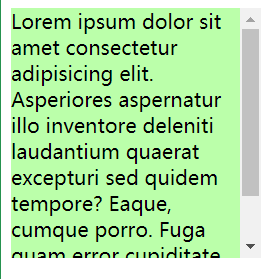 Lorem ipsum dolor sit
amet consectetur
adipisicing elit.
Asperiores aspernatur
illo inventore deleniti
laudantium quaerat
excepturi sed quidem
tempore? Eaque,
cumque porro. Fuga
quam error cupiditate